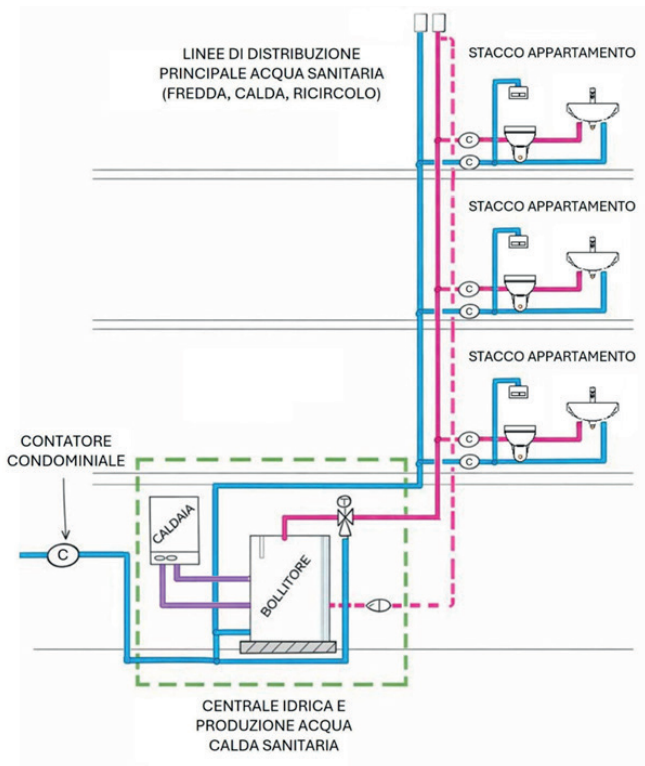 LINEE DI DISTRIBUZIONE
PRINCIPALE ACQUA SANITARIA
(FREDDA, CALDA, RICIRCOLO)
STACCO APPARTAMENTO
C
C
STACCO APPARTAMENTO
C
C
STACCO APPARTAMENTO
C
C
CONTATORE
CONDOMINIALE
C
CALDAIA
T
BOLLITORE
CENTRALE IDRICA E
PRODUZIONE ACQUA
CALDA SANITARIA